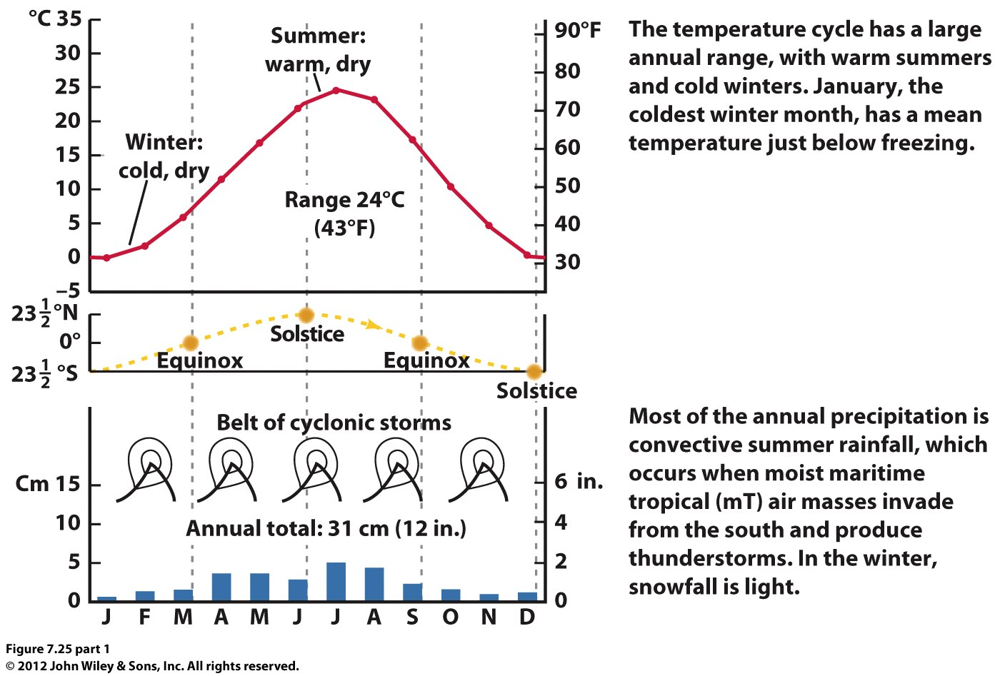 °C 35
30
25
20
15
10
5
0
–5
90°F
80
70
60
50
40
30
Summer:
warm, dry
Winter:
cold, dry
Range 24°C
(43°F)
The temperature cycle has a large
annual range, with warm summers
and cold winters. January, the
coldest winter month, has a mean
temperature just below freezing.
23 1/2 °N
0°
23 1/2 °S
Equinox
Solstice
Equinox
Solstice
Belt of cyclonic storms
Cm 15
10
5
0
6 in.
4
2
0
Annual total: 31 cm (12 in.)
J F M A M J J A S O N D
Most of the annual precipitation is
convective summer rainfall, which
occurs when moist maritime
tropical (mT) air masses invade
from the south and produce
thunderstorms. In the winter,
snowfall is light.
Figure 7.25 part 1
© 2012 John Wiley & Sons, Inc. All rights reserved.